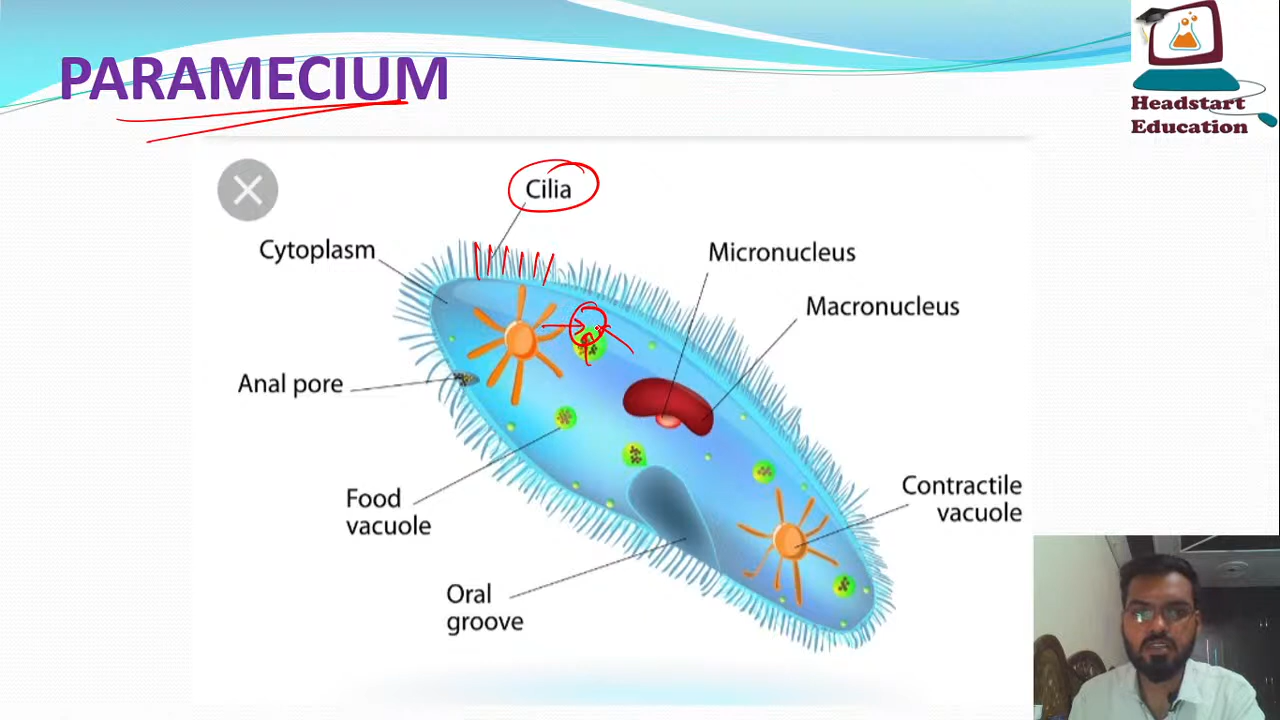 PARAMECIUM
Headstart
Education
Cilia
Cytoplasm
Micronucleus
Macronucleus
Anal pore
Food
vacuole
Contractile
vacuole
Oral
groove